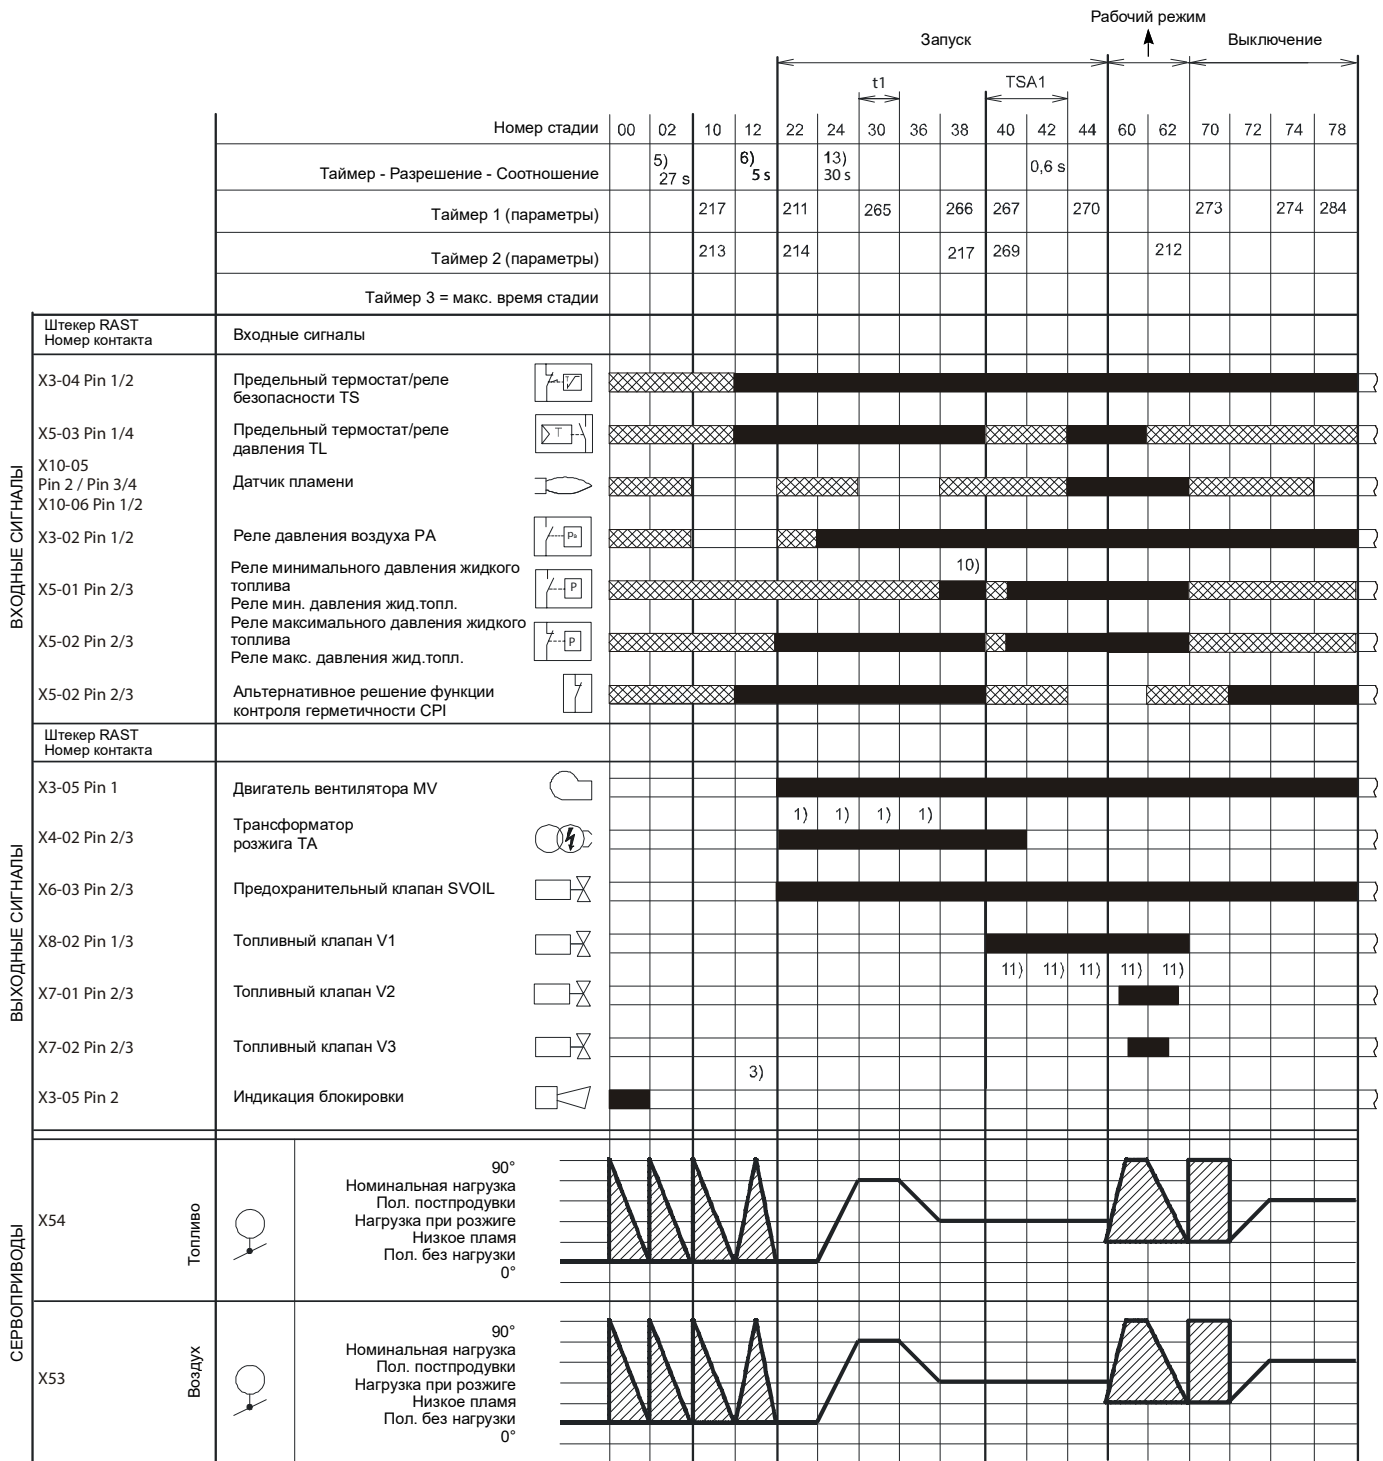 Рабочий режим
Запуск
Выключение
t1
TSA1
Номер стадии 00 02 10 12 22 24 30 36 38 40 42 44 60 62 70 72 74 78
Таймер - Разрешение - Соотношение 5) 27 s 6) 5 s 13) 30 s 0,6 s
Таймер 1 (параметры) 217 211 265 266 267 270 273 274 284
Таймер 2 (параметры) 213 214 217 269 212
Таймер 3 = макс. время стадии
Штекер RAST
Номер контакта
Входные сигналы
ВХОДНЫЕ СИГНАЛЫ
X3-04 Pin 1/2
Предельный термостат/реле
безопасности TS
X5-03 Pin 1/4
Предельный термостат/реле
давления TL
T
X10-05
Pin 2 / Pin 3/4
X10-06 Pin 1/2
Датчик пламени
X3-02 Pin 1/2
Реле давления воздуха PA
Pa
10)
X5-01 Pin 2/3
Реле минимального давления жидкого
топлива
Реле мин. давления жид.топл.
P
X5-02 Pin 2/3
Реле максимального давления жидкого
топлива
Реле макс. давления жид.топл.
P
X5-02 Pin 2/3
Альтернативное решение функции
контроля герметичности CPI
Штекер RAST
Номер контакта
ВЫХОДНЫЕ СИГНАЛЫ
X3-05 Pin 1
Двигатель вентилятора MV
1) 1) 1) 1)
X4-02 Pin 2/3
Трансформатор
розжига TA
X6-03 Pin 2/3
Предохранительный клапан SVOIL
X8-02 Pin 1/3
Топливный клапан V1
11) 11) 11) 11) 11)
X7-01 Pin 2/3
Топливный клапан V2
X7-02 Pin 2/3
Топливный клапан V3
3)
X3-05 Pin 2
Индикация блокировки
СЕРВОПРИВОДЫ
X54
Топливо
90°
Номинальная нагрузка
Пол. постпродувки
Нагрузка при розжиге
Низкое пламя
Пол. без нагрузки
0°
X53
Воздух
90°
Номинальная нагрузка
Пол. постпродувки
Нагрузка при розжиге
Низкое пламя
Пол. без нагрузки
0°